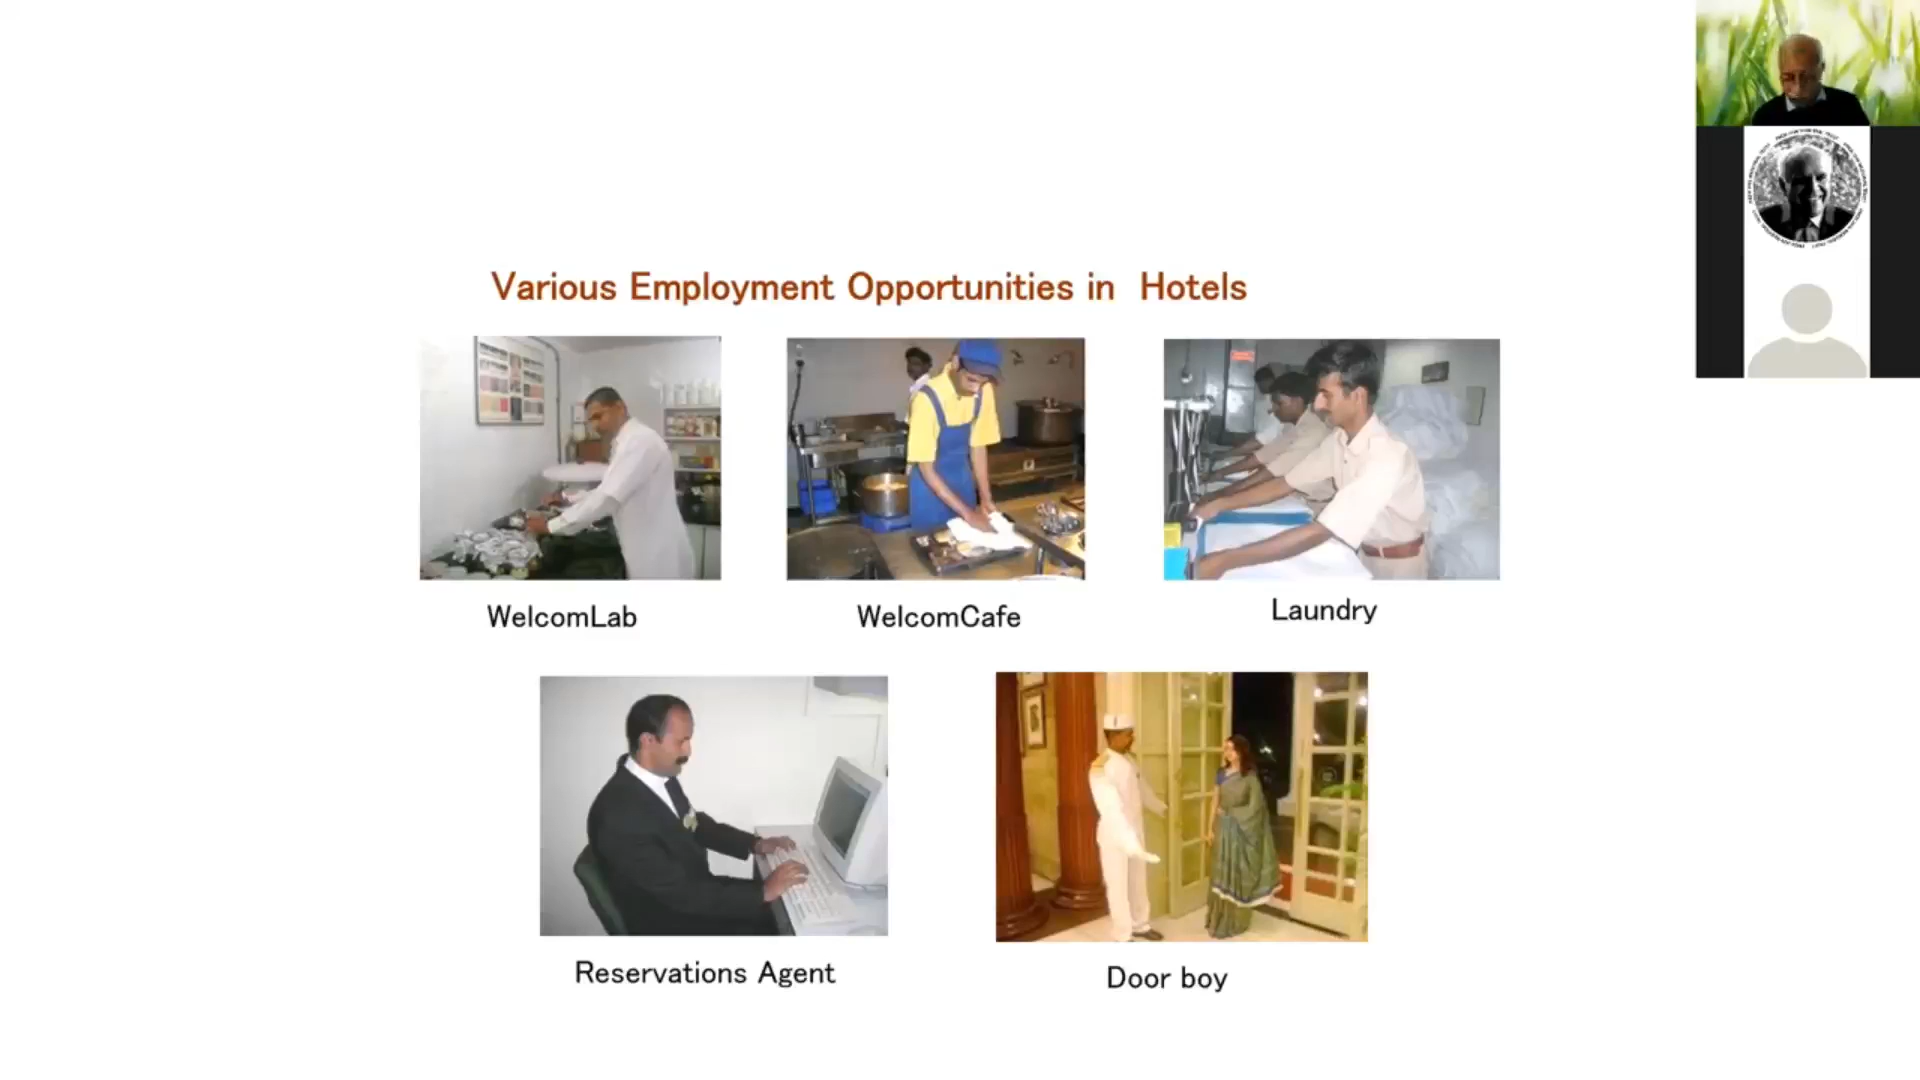 Various Employment Opportunities in Hotels
WelcomLab
WelcomCafe
Laundry
Reservations Agent
Door boy